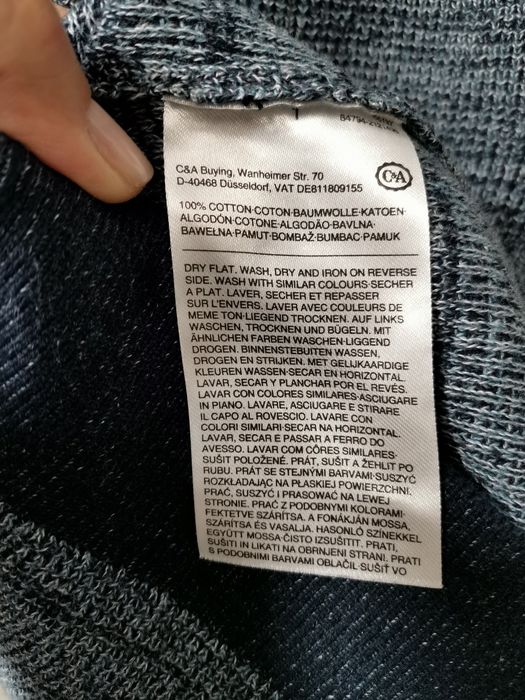 C&A Buying, Wanheimer Str. 70
D-40468 Düsseldorf, VAT DE811809155
C&A
100% COTTON·COTON·BAUMWOLLE·KATOEN·
ALGODÓN·COTONE·ALGODÃO·BAVLNA·
BAWEŁNA·PAMUT·BOMBAŽ·BUMBAC·PAMUK
DRY FLAT. WASH, DRY AND IRON ON REVERSE
SIDE. WASH WITH SIMILAR COLOURS·SECHER
A PLAT. LAVER, SECHER ET REPASSER
SUR L'ENVERS. LAVER AVEC COULEURS DE
MEME TON·LIEGEND TROCKNEN. AUF LINKS
WASCHEN, TROCKNEN UND BÜGELN. MIT
ÄHNLICHEN FARBEN WASCHEN·LIGGEND
DROGEN. BINNENSTEBUITEN WASSEN,
DROGEN EN STRIJKEN. MET GELIJKAARDIGE
KLEUREN WASSEN·SECAR EN HORIZONTAL.
LAVAR, SECAR Y PLANCHAR POR EL REVÉS.
LAVAR CON COLORES SIMILARES·ASCIUGARE
IN PIANO. LAVARE, ASCIUGARE E STIRARE
IL CAPO AL ROVESCIO. LAVARE CON
COLORI SIMILARI·SECAR NA HORIZONTAL.
LAVAR, SECAR E PASSAR A FERRO DO
AVESSO. LAVAR COM CÔRES SIMILARES·
SUŠIT POLOŽENÉ. PRÁT, SUŠIT A ŽEHLIT PO
RUBU. PRÁT SE STEJNÝMI BARVAMI·SUSZYĆ
ROZKŁADAJĄC NA PŁASKIEJ POWIERZCHNI.
PRAĆ, SUSZYĆ I PRASOWAĆ NA LEWEJ
STRONIE. PRAĆ Z PODOBNYMI KOLORAMI·
FEKTETVE SZÁRÍTSA. A FONÁKJÁN MOSSA,
SZÁRÍTSA ÉS VASALJA. HASONLÓ SZÍNEKKEL
EGYÜTT MOSSA·ČISTO IZSUŠITT. PRATI,
SUŠITI IN LIKATI NA OBRNJENI STRANI. PRATI
S PODOBNIMI BARVAMI OBLAČIL·SUŠIT VO